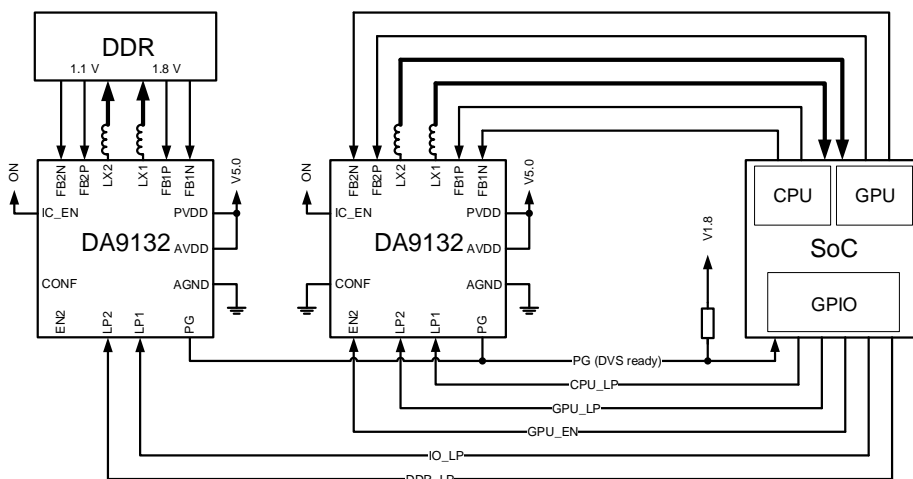 DDR
1.1 V 1.8 V
ON
FB2N
FB2P
LX2
LX1
FB1P
FB1N
V5.0
IC_EN
PVDD
DA9132
AVDD
CONF
AGND
EN2
LP2
LP1
PG
ON
FB2N
FB2P
LX2
LX1
FB1P
FB1N
V5.0
IC_EN
PVDD
DA9132
AVDD
CONF
AGND
EN2
LP2
LP1
PG
V1.8
CPU
GPU
SoC
GPIO
PG (DVS ready)
CPU_LP
GPU_LP
GPU_EN
IO_LP
DDR_LP